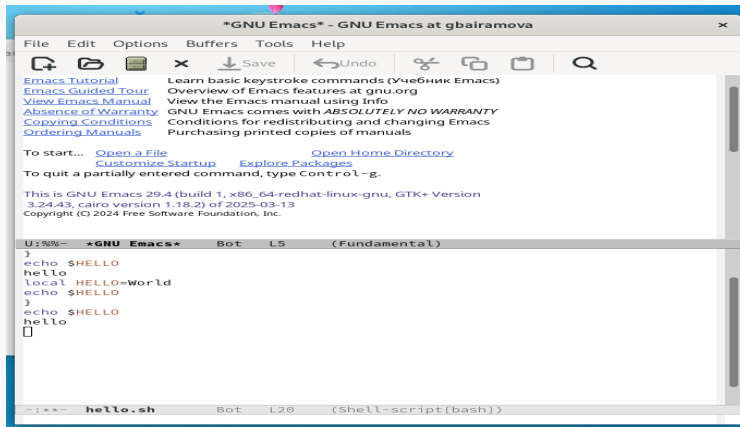 *GNU Emacs* - GNU Emacs at gbairamova
File Edit Options Buffers Tools Help
Save Undo
Emacs Tutorial Learn basic keystroke commands (Учебник Emacs)
Emacs Guided Tour Overview of Emacs features at gnu.org
View Emacs Manual View the Emacs manual using Info
Absence of Warranty GNU Emacs comes with ABSOLUTELY NO WARRANTY
Copying Conditions Conditions for redistributing and changing Emacs
Ordering Manuals Purchasing printed copies of manuals
To start... Open a File Open Home Directory
Customize Startup Explore Packages
To quit a partially entered command, type Control-g.
This is GNU Emacs 29.4 (build 1, x86_64-redhat-linux-gnu, GTK+ Version
3.24.43, cairo version 1.18.2) of 2025-03-13
Copyright (C) 2024 Free Software Foundation, Inc.
U:%%- *GNU Emacs* Bot L5 (Fundamental)
}
echo $HELLO
hello
local HELLO=World
echo $HELLO
}
echo $HELLO
hello
-:**- hello.sh Bot L20 (Shell-script[bash])